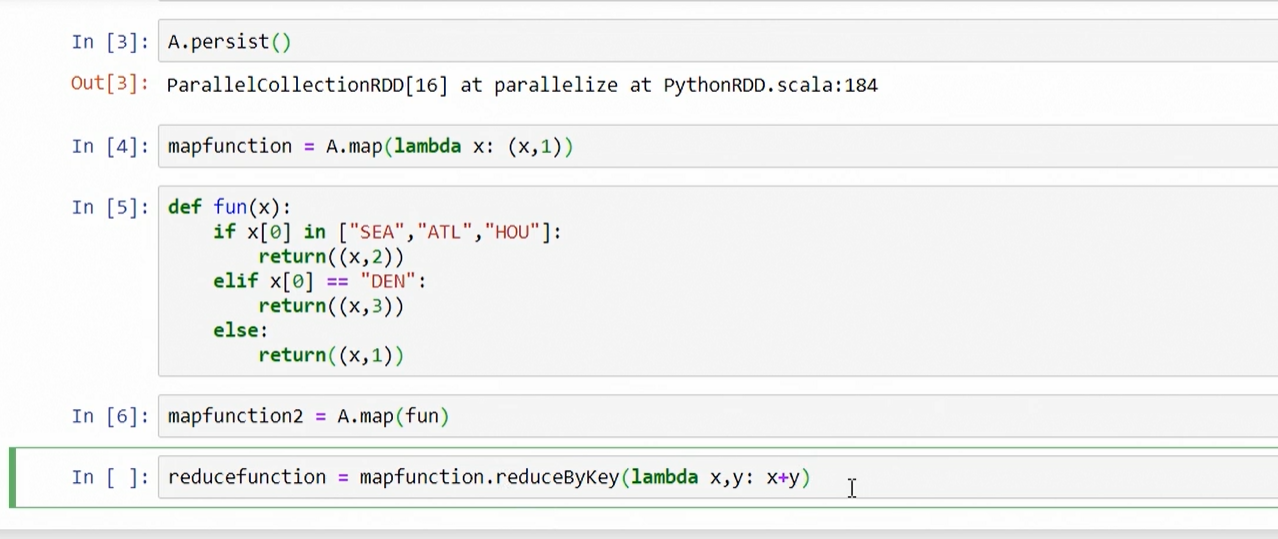 In [3]: A.persist()
Out[3]: ParallelCollectionRDD[16] at parallelize at PythonRDD.scala:184
In [4]: mapfunction = A.map(lambda x: (x,1))
In [5]: def fun(x):
    if x[0] in ["SEA","ATL","HOU"]:
        return((x,2))
    elif x[0] == "DEN":
        return((x,3))
    else:
        return((x,1))
In [6]: mapfunction2 = A.map(fun)
In [ ]: reducefunction = mapfunction.reduceByKey(lambda x,y: x+y)